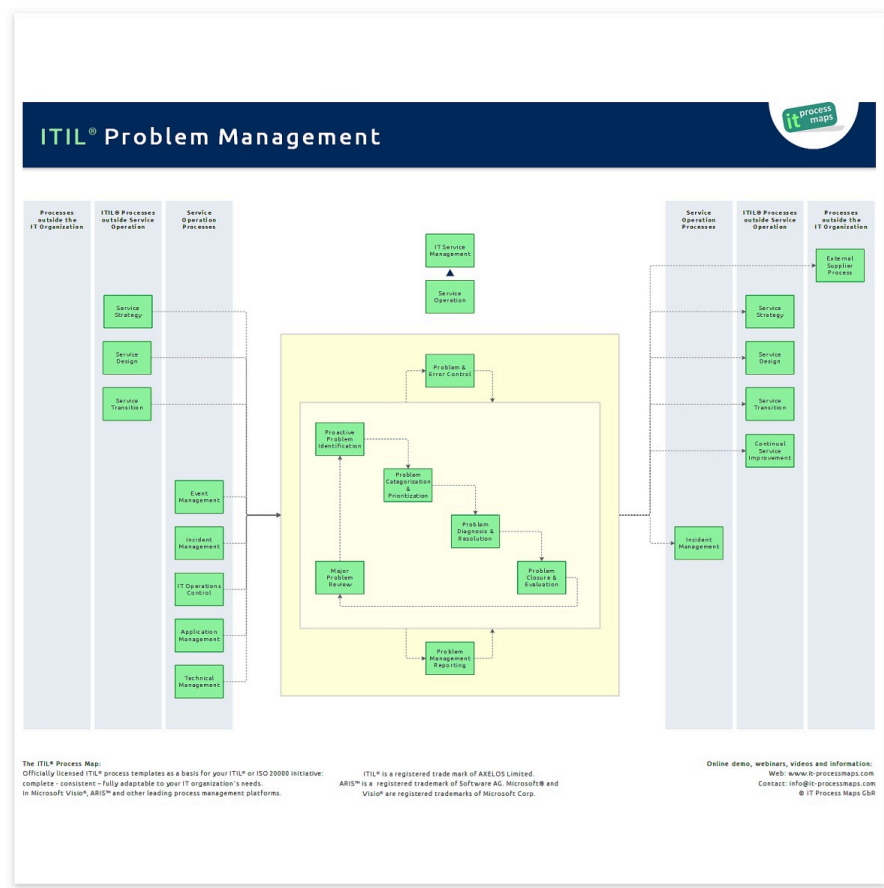 ITIL® Problem Management
it process
maps
Processes
outside the
IT Organization
ITIL® Processes
outside Service
Operation
Service
Operation
Processes
Service
Operation
Processes
ITIL® Processes
outside Service
Operation
Processes
outside the
IT Organization
IT Service
Management
Service
Operation
External
Supplier
Process
Service
Strategy
Service
Design
Service
Transition
Event
Management
Incident
Management
IT Operations
Control
Application
Management
Technical
Management
Problem &
Error Control
Proactive
Problem
Identification
Problem
Categorization
&
Prioritization
Problem
Diagnosis &
Resolution
Problem
Closure &
Evaluation
Major
Problem
Review
Problem
Management
Reporting
Service
Strategy
Service
Design
Service
Transition
Continual
Service
Improvement
Incident
Management
The ITIL® Process Map:
Officially licensed ITIL® process templates as a basis for your ITIL® or ISO 20000 initiative:
complete - consistent – fully adaptable to your IT organization's needs.
In Microsoft Visio®, ARIS™ and other leading process management platforms.
ITIL® is a registered trade mark of AXELOS Limited.
ARIS™ is a registered trademark of Software AG. Microsoft® and
Visio® are registered trademarks of Microsoft Corp.
Online demo, webinars, videos and information:
Web: www.it-processmaps.com
Contact: info@it-processmaps.com
© IT Process Maps GbR